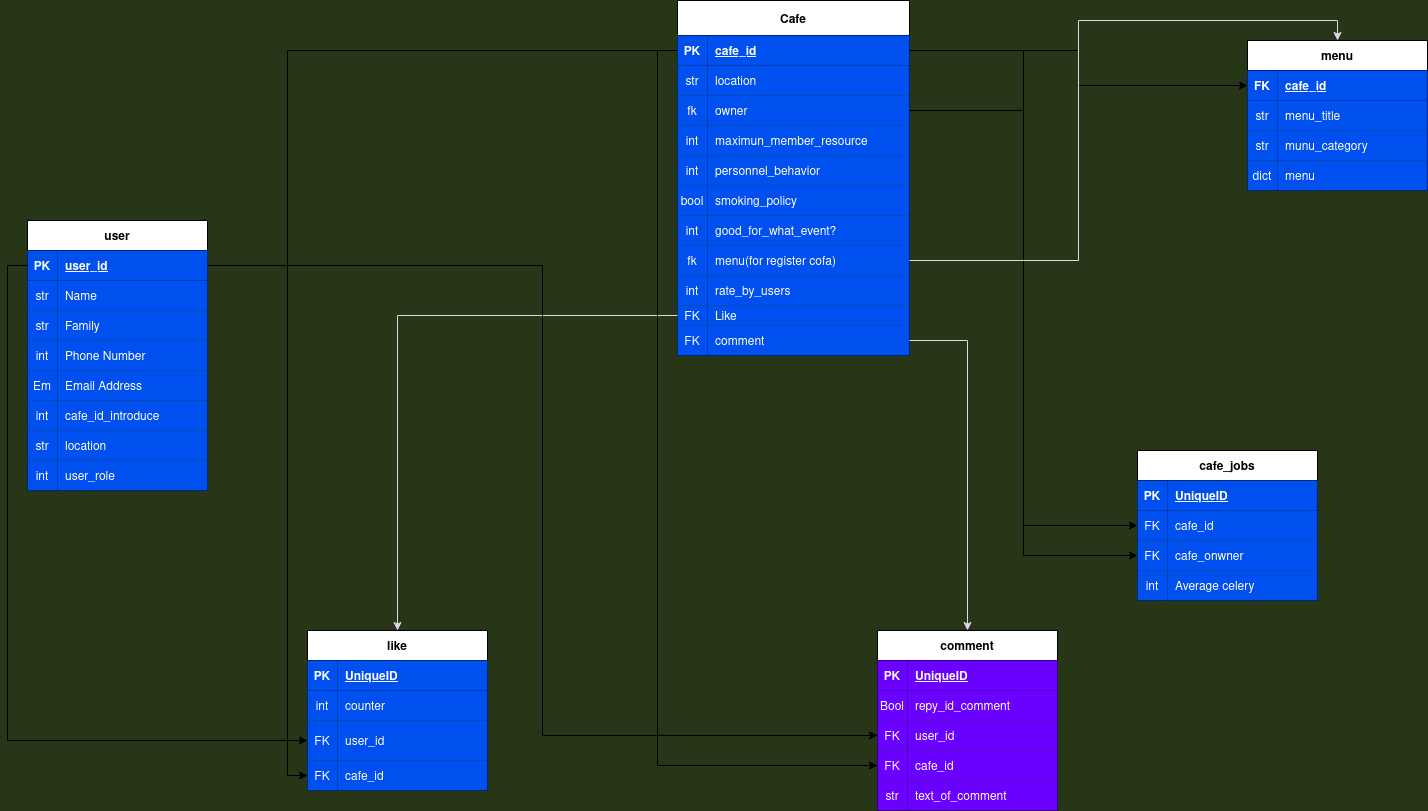 Cafe
PK cafe_id
str location
fk owner
int maximun_member_resource
int personnel_behavior
bool smoking_policy
int good_for_what_event?
fk menu(for register cofa)
int rate_by_users
FK Like
FK comment
menu
FK cafe_id
str menu_title
str munu_category
dict menu
user
PK user_id
str Name
str Family
int Phone Number
Em Email Address
int cafe_id_introduce
str location
int user_role
cafe_jobs
PK UniqueID
FK cafe_id
FK cafe_onwner
int Average celery
like
PK UniqueID
int counter
FK user_id
FK cafe_id
comment
PK UniqueID
Bool repy_id_comment
FK user_id
FK cafe_id
str text_of_comment